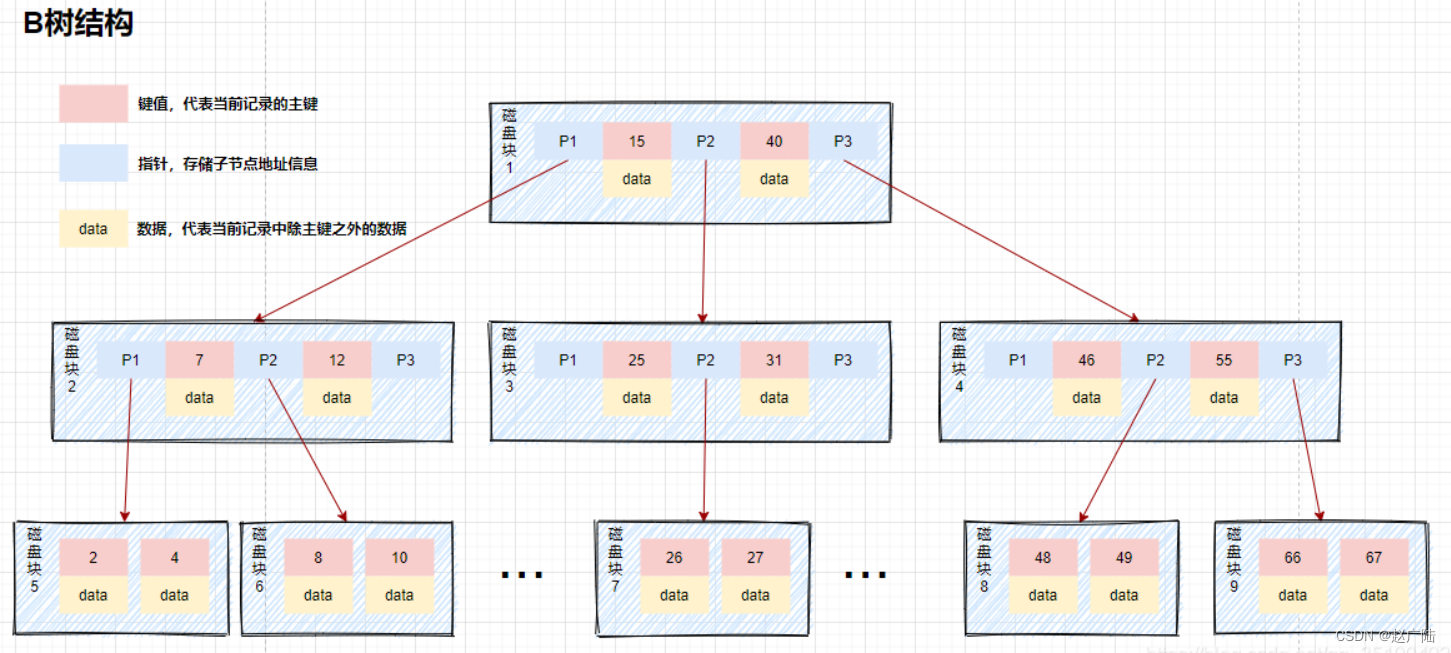 B树结构
键值，代表当前记录的主键
指针，存储子节点地址信息
data 数据，代表当前记录中除主键之外的数据
磁盘块1 P1 15 P2 40 P3
data data
磁盘块2 P1 7 P2 12 P3
data data
磁盘块3 P1 25 P2 31 P3
data data
磁盘块4 P1 46 P2 55 P3
data data
磁盘块5 2 4
data data
磁盘块6 8 10
data data
...
磁盘块7 26 27
data data
...
磁盘块8 48 49
data data
磁盘块9 66 67
data data
CSDN @赵广陆